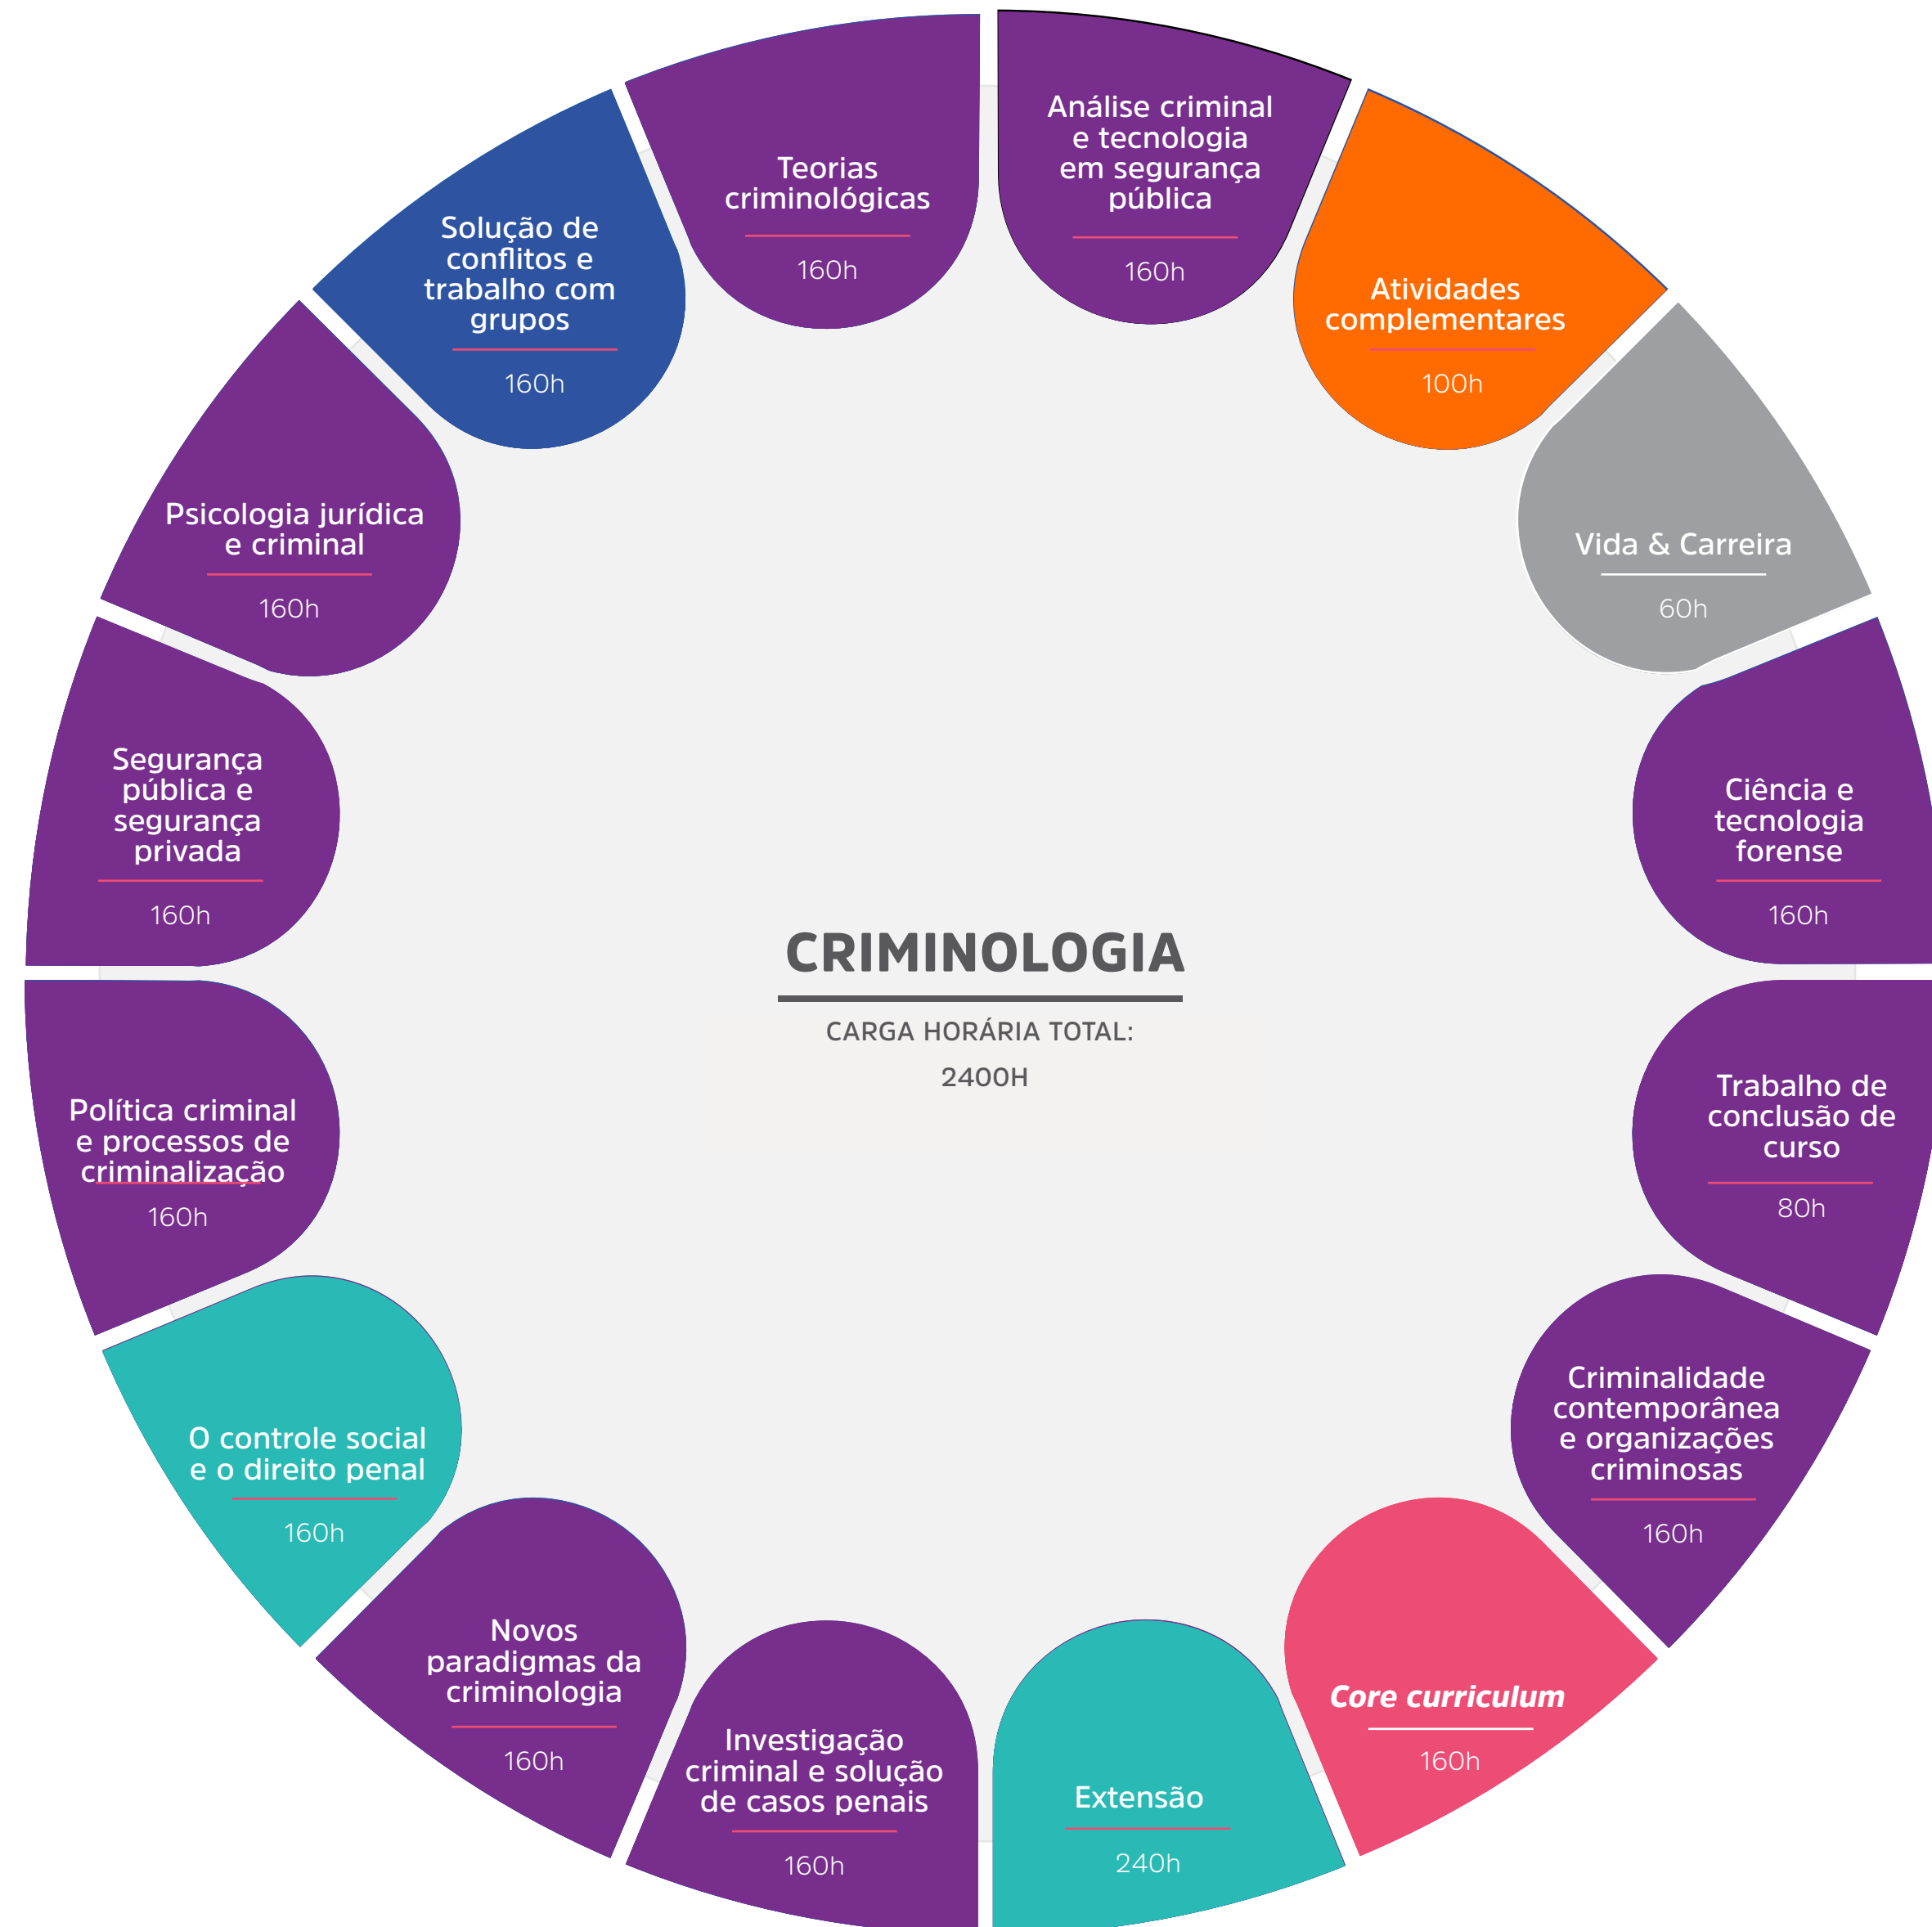 Análise criminal
e tecnologia
em segurança
pública
160h
Atividades
complementares
100h
Vida & Carreira
60h
Ciência e
tecnologia
forense
160h
Trabalho de
conclusão de
curso
80h
Criminalidade
contemporânea
e organizações
criminosas
160h
Core curriculum
160h
Extensão
240h
Investigação
criminal e solução
de casos penais
160h
Novos
paradigmas da
criminologia
160h
O controle social
e o direito penal
160h
Política criminal
e processos de
criminalização
160h
Segurança
pública e
segurança
privada
160h
Psicologia jurídica
e criminal
160h
Solução de
conflitos e
trabalho com
grupos
160h
Teorias
criminológicas
160h
CRIMINOLOGIA
CARGA HORÁRIA TOTAL:
2400H